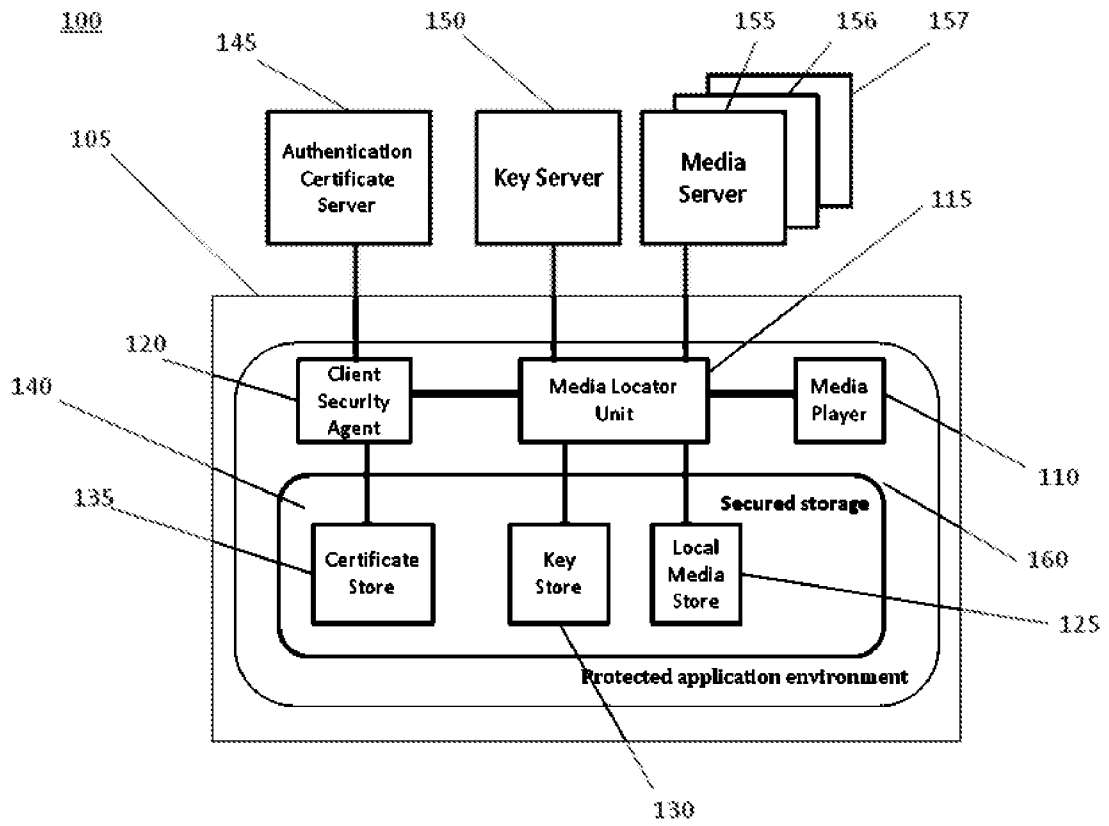 100
145
150
155
156
157
105
Authentication
Certificate
Server
Key Server
Media
Server
115
120
140
Client
Security
Agent
Media Locator
Unit
Media
Player
110
135
Secured storage
160
Certificate
Store
Key
Store
Local
Media
Store
125
Protected application environment
130